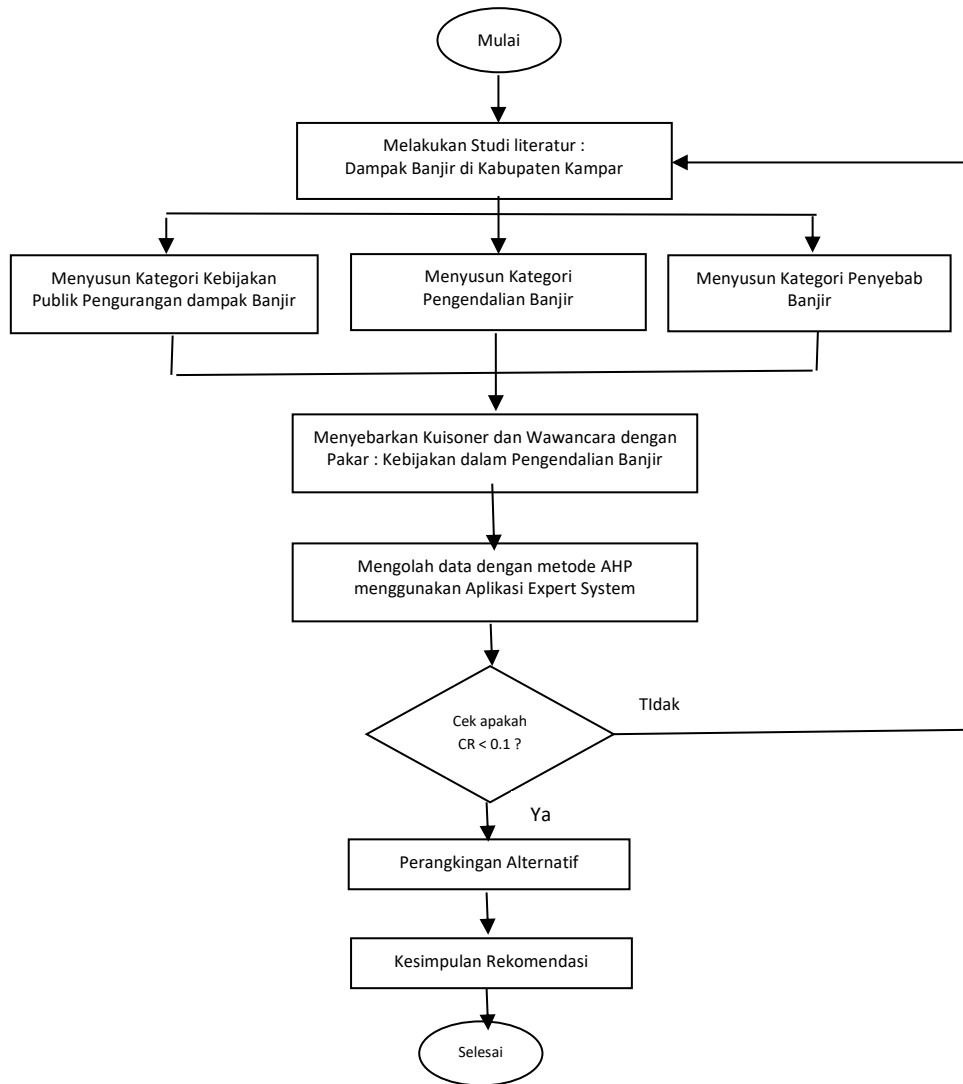 Mulai
Melakukan Studi literatur :
Dampak Banjir di Kabupaten Kampar
Menyusun Kategori Kebijakan
Publik Pengurangan dampak Banjir
Menyusun Kategori
Pengendalian Banjir
Menyusun Kategori Penyebab
Banjir
Menyebarkan Kuisoner dan Wawancara dengan
Pakar : Kebijakan dalam Pengendalian Banjir
Mengolah data dengan metode AHP
menggunakan Aplikasi Expert System
Cek apakah
CR < 0.1 ?
TIdak
Ya
Perangkingan Alternatif
Kesimpulan Rekomendasi
Selesai